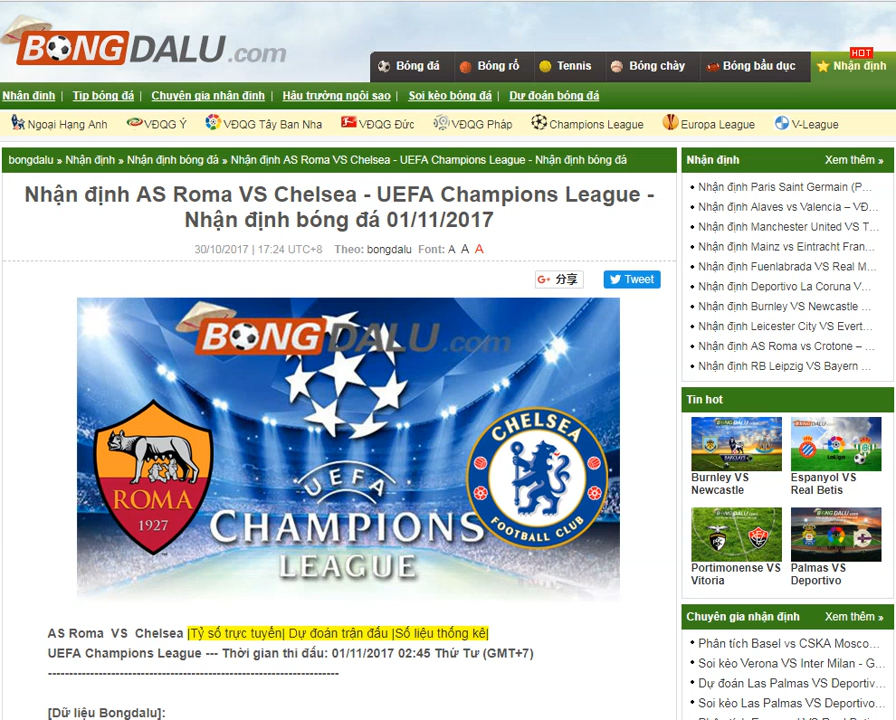 BONGDALU.com
Bóng đá
Bóng rổ
Tennis
Bóng chày
Bóng bầu dục
HOT
Nhận định
Nhận định | Tip bóng đá | Chuyên gia nhận định | Hậu trường ngôi sao | Soi kèo bóng đá | Dự đoán bóng đá
Ngoại Hạng Anh VĐQG Ý VĐQG Tây Ban Nha VĐQG Đức VĐQG Pháp Champions League Europa League V-League
bongdalu » Nhận định » Nhận định bóng đá » Nhận định AS Roma VS Chelsea - UEFA Champions League - Nhận định bóng đá
Nhận định AS Roma VS Chelsea - UEFA Champions League -
Nhận định bóng đá 01/11/2017
30/10/2017 | 17:24 UTC+8 Theo: bongdalu Font: A A A
G+ 分享
Tweet
BONGDALU.com
ROMA
1927
CHELSEA
FOOTBALL CLUB
UEFA
CHAMPIONS
LEAGUE
AS Roma VS Chelsea |Tỷ số trực tuyến| Dự đoán trận đấu |Số liệu thống kê|
UEFA Champions League --- Thời gian thi đấu: 01/11/2017 02:45 Thứ Tư (GMT+7)
------------------------------------------------------------------------
[Dữ liệu Bongdalu]:
Nhận định Xem thêm »
Nhận định Paris Saint Germain (P...
Nhận định Alaves vs Valencia – VĐ...
Nhận định Manchester United VS T...
Nhận định Mainz vs Eintracht Fran...
Nhận định Fuenlabrada VS Real M...
Nhận định Deportivo La Coruna V...
Nhận định Burnley VS Newcastle ...
Nhận định Leicester City VS Evert...
Nhận định AS Roma vs Crotone – ...
Nhận định RB Leipzig VS Bayern ...
Tin hot
Burnley VS
Newcastle
Espanyol VS
Real Betis
Portimonense VS
Vitoria
Palmas VS
Deportivo
Chuyên gia nhận định Xem thêm »
Phân tích Basel vs CSKA Mosco...
Soi kèo Verona VS Inter Milan - G...
Dự đoán Las Palmas VS Deportiv...
Soi kèo Las Palmas VS Deportivo...